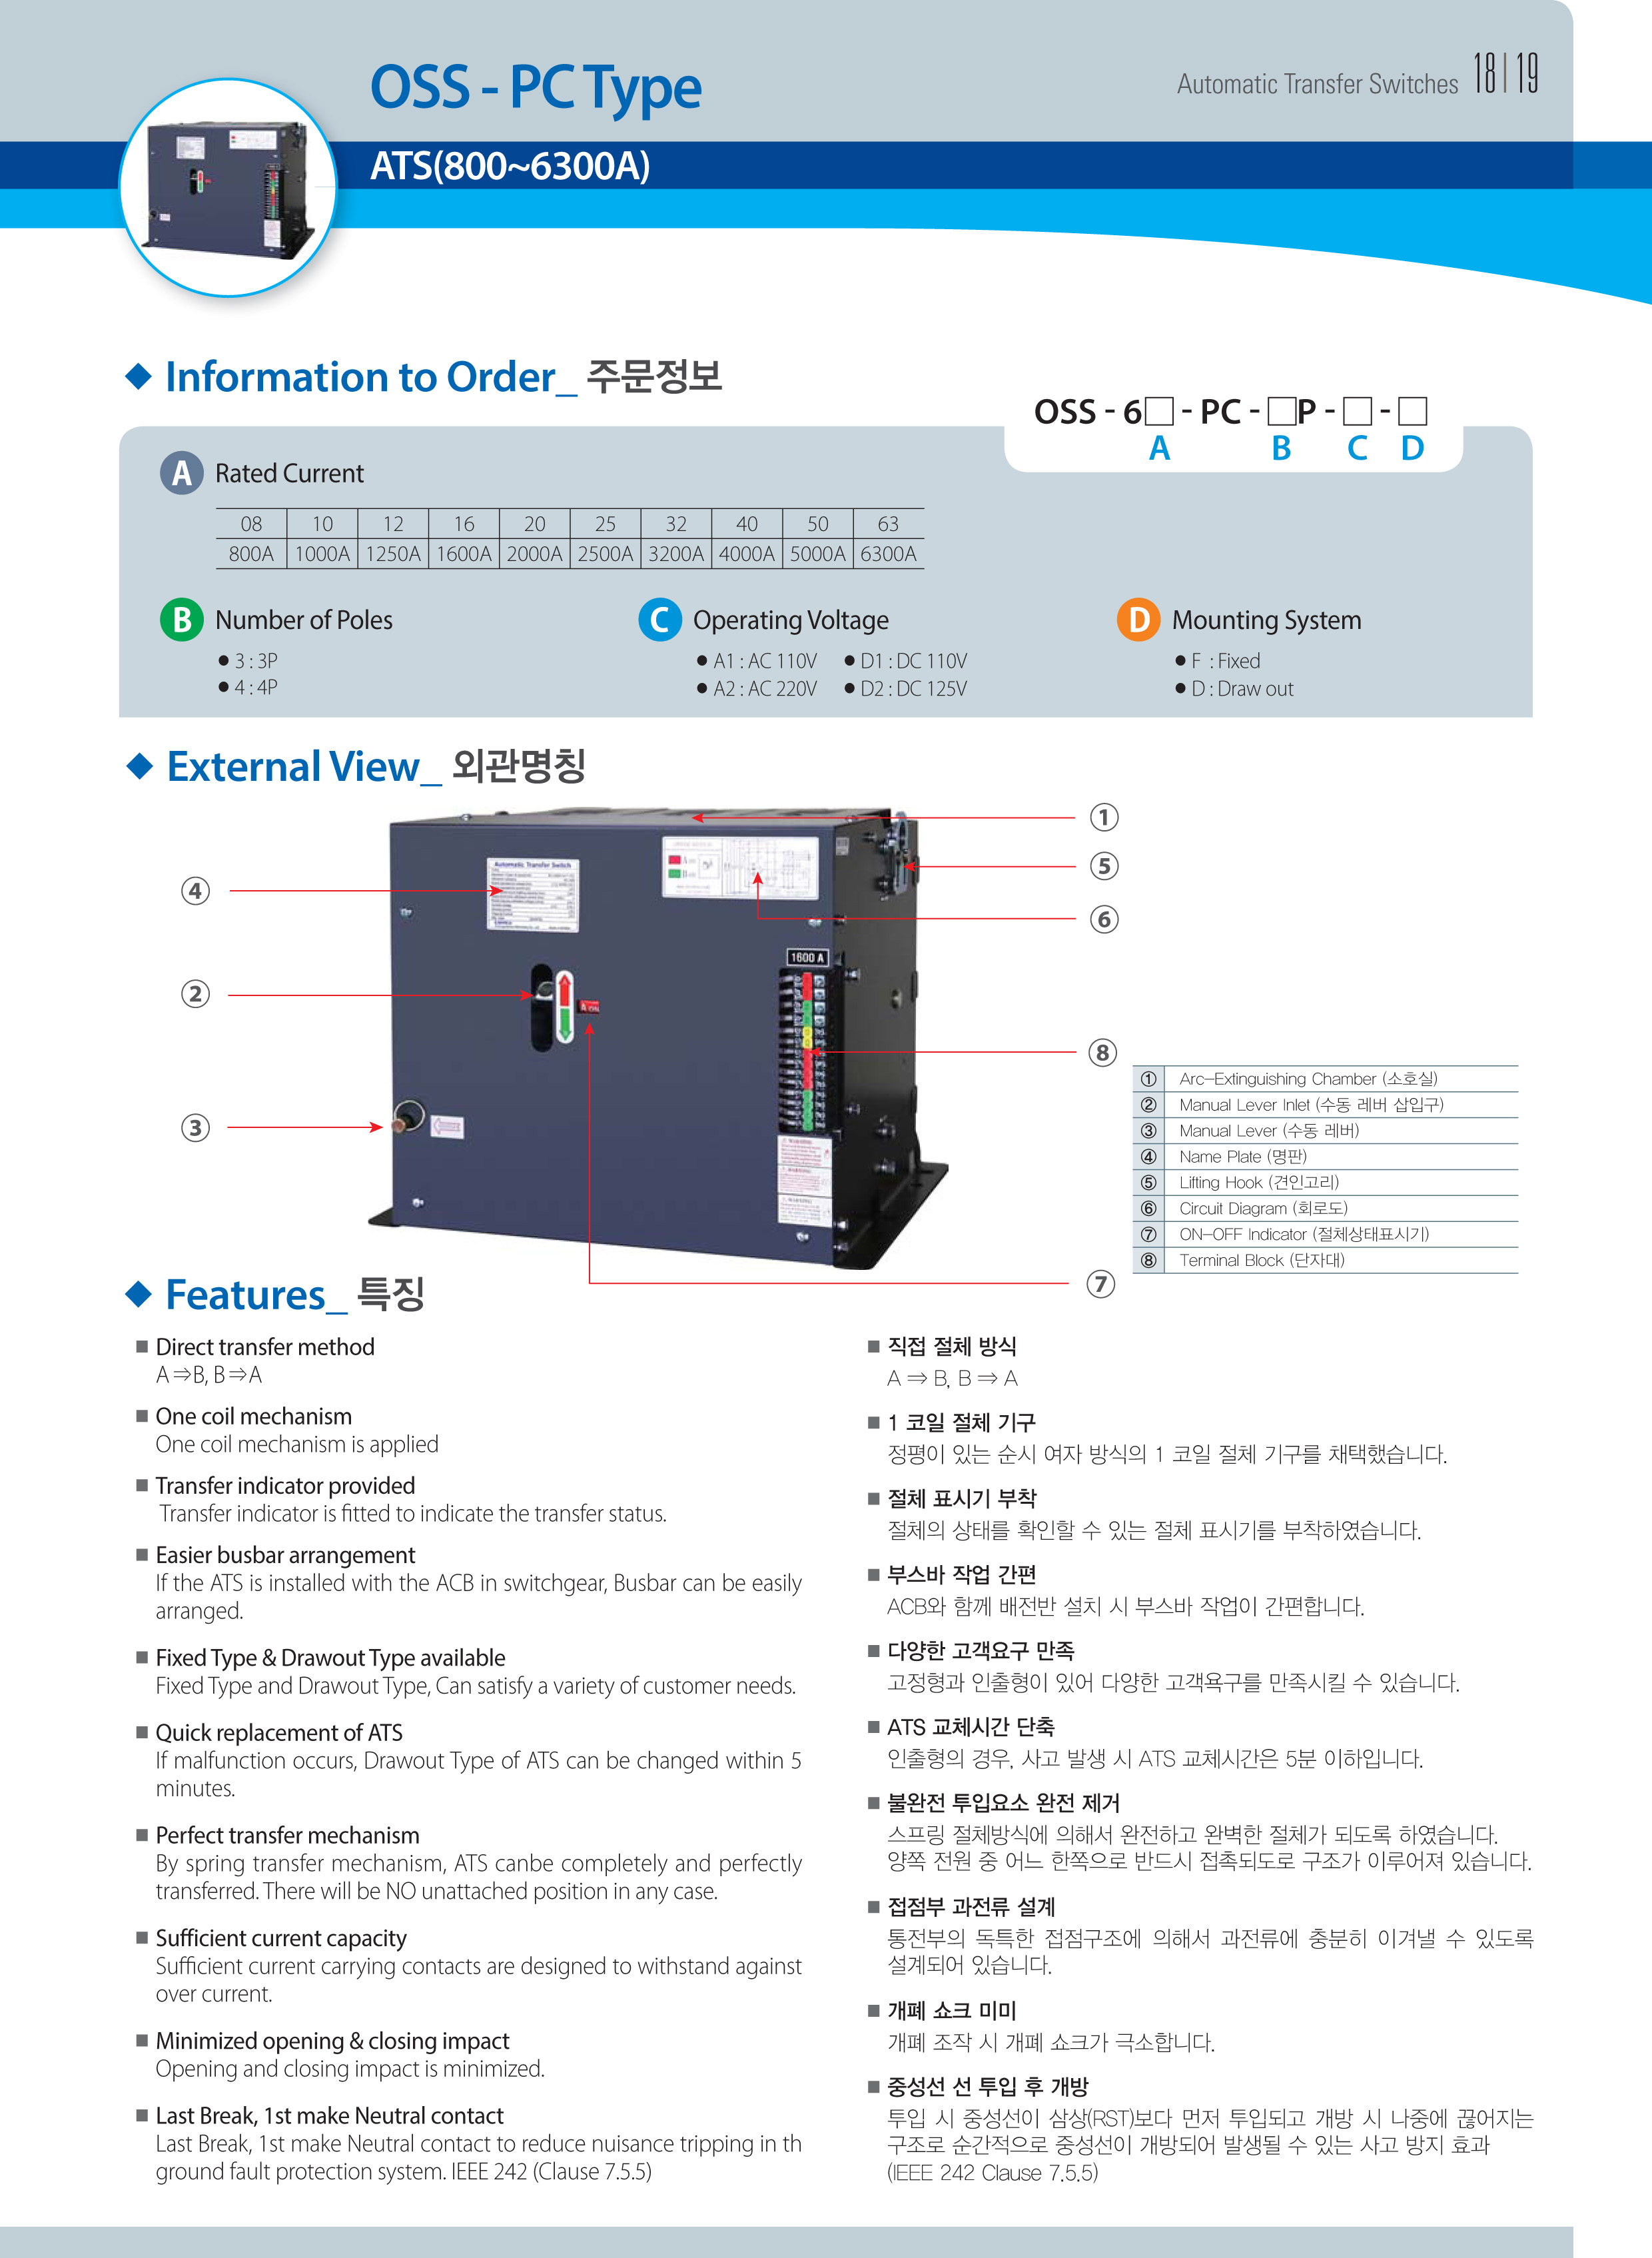 OSS - PC Type
Automatic Transfer Switches 18 | 19
ATS(800~6300A)
◆ Information to Order_ 주문정보
OSS - 6□ - PC - □P - □ - □
A B C D
A Rated Current
08 10 12 16 20 25 32 40 50 63
800A 1000A 1250A 1600A 2000A 2500A 3200A 4000A 5000A 6300A
B Number of Poles
● 3 : 3P
● 4 : 4P
C Operating Voltage
● A1 : AC 110V ● D1 : DC 110V
● A2 : AC 220V ● D2 : DC 125V
D Mounting System
● F : Fixed
● D : Draw out
◆ External View_ 외관명칭
①
⑤
④
Automatic Transfer Switch
⑥
1600 A
②
A ON
⑧
③
WARNING
WARNING
WARNING
⑦
① Arc-Extinguishing Chamber (소호실)
② Manual Lever Inlet (수동 레버 삽입구)
③ Manual Lever (수동 레버)
④ Name Plate (명판)
⑤ Lifting Hook (견인고리)
⑥ Circuit Diagram (회로도)
⑦ ON-OFF Indicator (절체상태표시기)
⑧ Terminal Block (단자대)
◆ Features_ 특징
■ Direct transfer method
A⇒B, B⇒A
■ One coil mechanism
One coil mechanism is applied
■ Transfer indicator provided
Transfer indicator is fitted to indicate the transfer status.
■ Easier busbar arrangement
If the ATS is installed with the ACB in switchgear, Busbar can be easily
arranged.
■ Fixed Type & Drawout Type available
Fixed Type and Drawout Type, Can satisfy a variety of customer needs.
■ Quick replacement of ATS
If malfunction occurs, Drawout Type of ATS can be changed within 5
minutes.
■ Perfect transfer mechanism
By spring transfer mechanism, ATS canbe completely and perfectly
transferred. There will be NO unattached position in any case.
■ Sufficient current capacity
Sufficient current carrying contacts are designed to withstand against
over current.
■ Minimized opening & closing impact
Opening and closing impact is minimized.
■ Last Break, 1st make Neutral contact
Last Break, 1st make Neutral contact to reduce nuisance tripping in th
ground fault protection system. IEEE 242 (Clause 7.5.5)
■ 직접 절체 방식
A ⇒ B, B ⇒ A
■ 1 코일 절체 기구
정평이 있는 순시 여자 방식의 1 코일 절체 기구를 채택했습니다.
■ 절체 표시기 부착
절체의 상태를 확인할 수 있는 절체 표시기를 부착하였습니다.
■ 부스바 작업 간편
ACB와 함께 배전반 설치 시 부스바 작업이 간편합니다.
■ 다양한 고객요구 만족
고정형과 인출형이 있어 다양한 고객욕구를 만족시킬 수 있습니다.
■ ATS 교체시간 단축
인출형의 경우, 사고 발생 시 ATS 교체시간은 5분 이하입니다.
■ 불완전 투입요소 완전 제거
스프링 절체방식에 의해서 완전하고 완벽한 절체가 되도록 하였습니다.
양쪽 전원 중 어느 한쪽으로 반드시 접촉되도로 구조가 이루어져 있습니다.
■ 접점부 과전류 설계
통전부의 독특한 접점구조에 의해서 과전류에 충분히 이겨낼 수 있도록
설계되어 있습니다.
■ 개폐 쇼크 미미
개폐 조작 시 개폐 쇼크가 극소합니다.
■ 중성선 선 투입 후 개방
투입 시 중성선이 삼상(RST)보다 먼저 투입되고 개방 시 나중에 끊어지는
구조로 순간적으로 중성선이 개방되어 발생될 수 있는 사고 방지 효과
(IEEE 242 Clause 7.5.5)